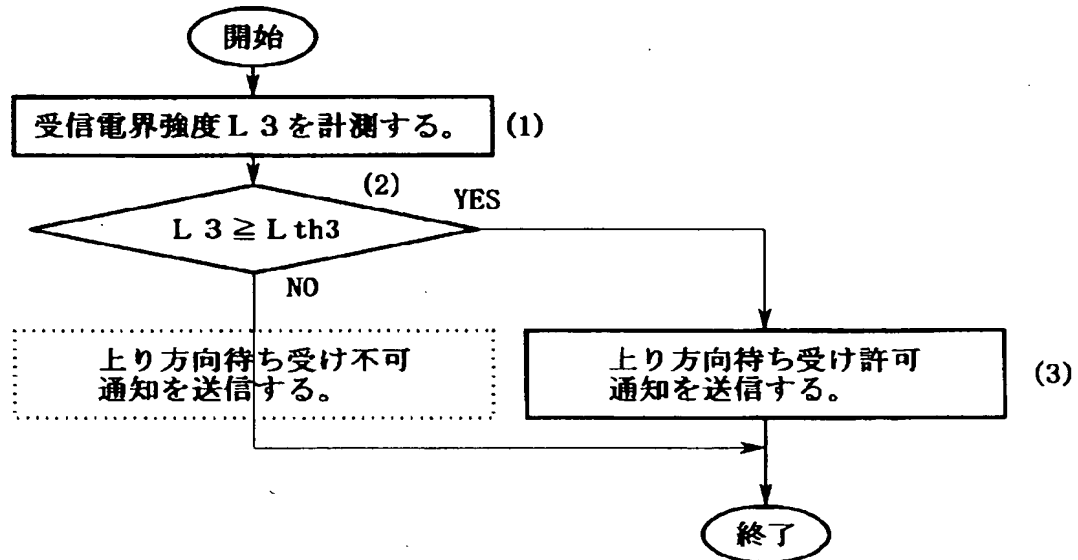 開始
受信電界強度L3を計測する。
(1)
(2)
L3≧Lth3
YES
NO
上り方向待ち受け不可
通知を送信する。
上り方向待ち受け許可
通知を送信する。
(3)
終了